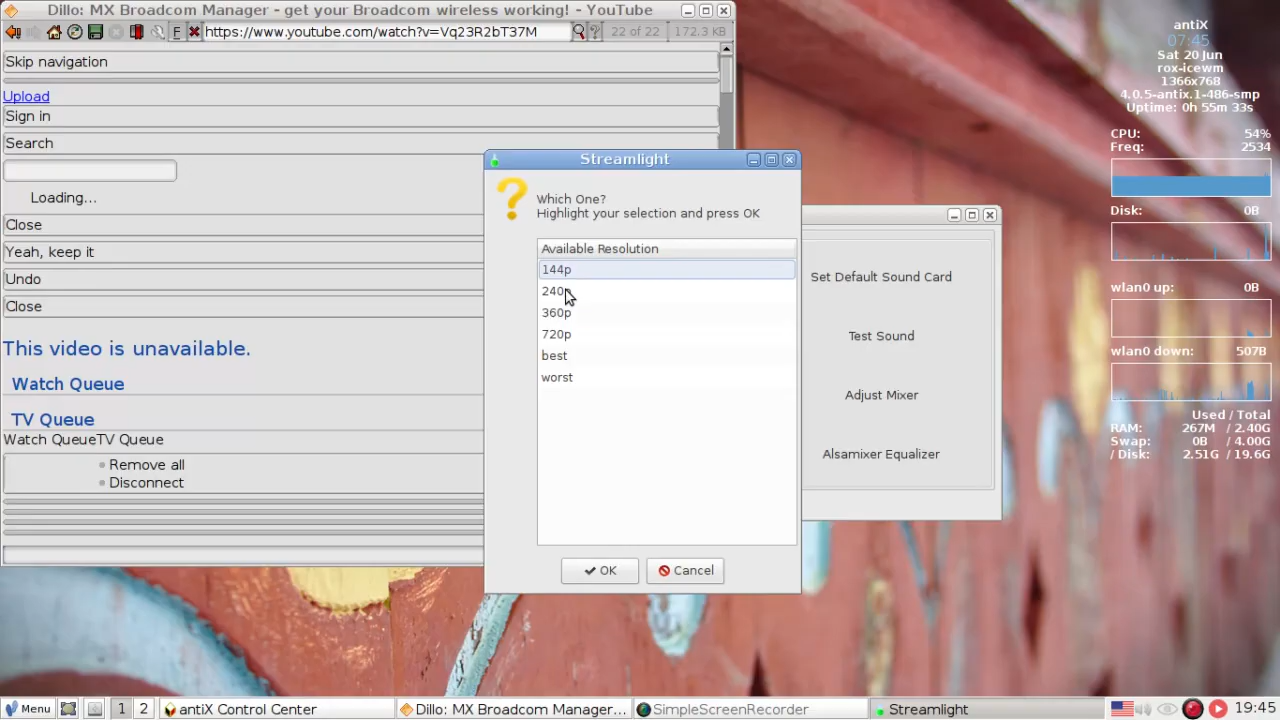 Dillo: MX Broadcom Manager - get your Broadcom wireless working! - YouTube
https://www.youtube.com/watch?v=Vq23R2bT37M
22 of 22
172.3 KB
Skip navigation
Upload
Sign in
Search
Loading...
Close
Yeah, keep it
Undo
Close
This video is unavailable.
Watch Queue
TV Queue
Watch QueueTV Queue
Remove all
Disconnect
Streamlight
Which One?
Highlight your selection and press OK
Available Resolution
144p
240p
360p
720p
best
worst
OK
Cancel
Set Default Sound Card
Test Sound
Adjust Mixer
Alsamixer Equalizer
antiX
07:45
Sat 20 Jun
rox-icewm
1366x768
4.0.5-antix.1-486-smp
Uptime: 0h 55m 33s
CPU: 54%
Freq: 2534
Disk: 0B
wlan0 up: 0B
wlan0 down: 507B
Used / Total
RAM: 267M / 2.40G
Swap: 0B / 4.00G
/ Disk: 2.51G / 19.6G
Menu
1
2
antiX Control Center
Dillo: MX Broadcom Manager...
SimpleScreenRecorder
Streamlight
19:45